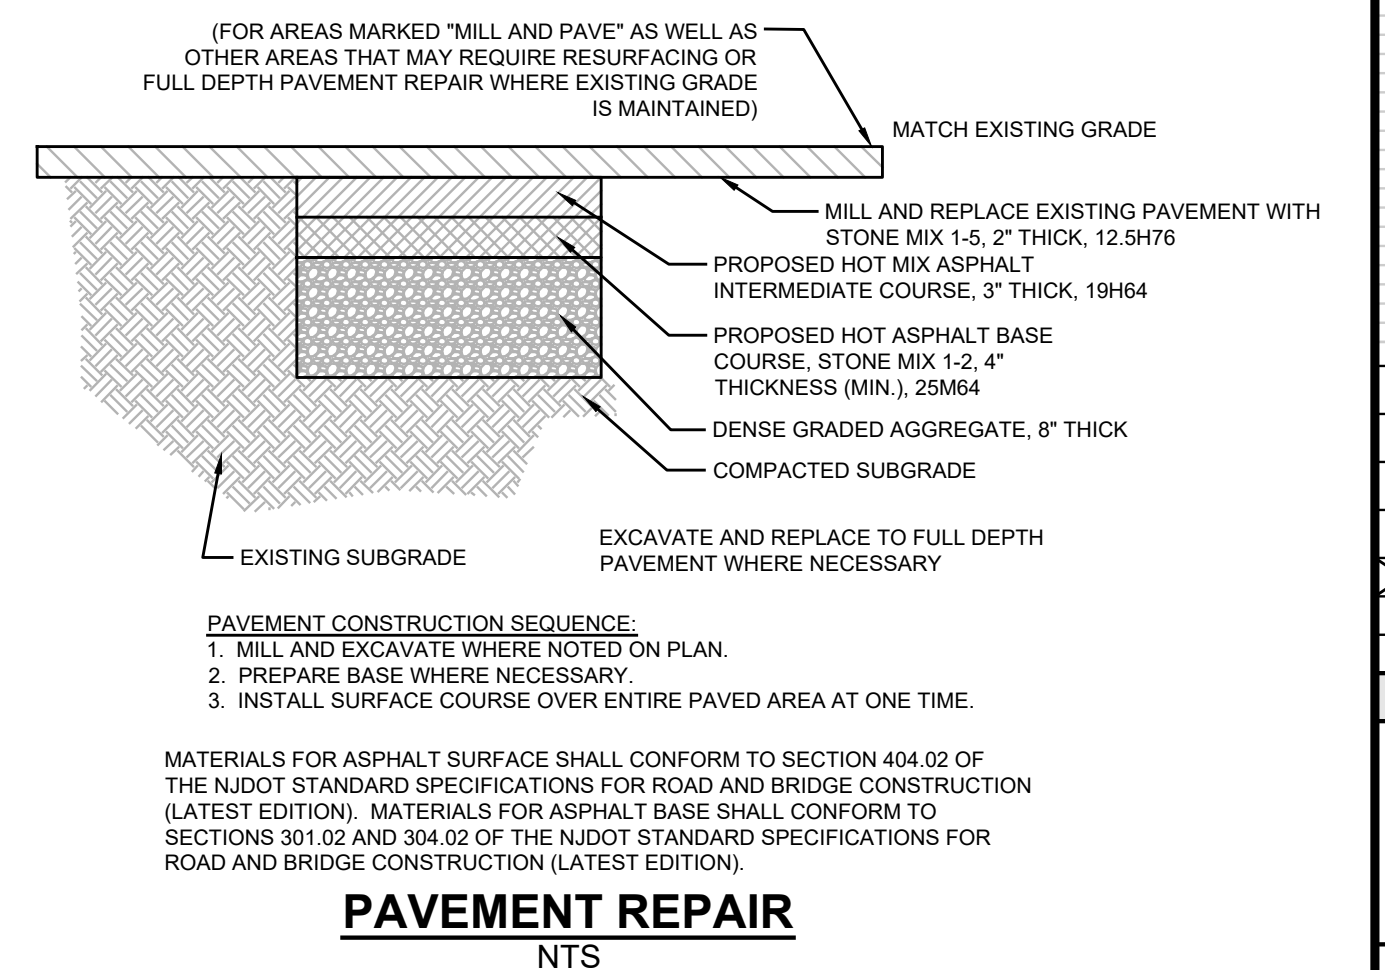 (FOR AREAS MARKED "MILL AND PAVE" AS WELL AS
OTHER AREAS THAT MAY REQUIRE RESURFACING OR
FULL DEPTH PAVEMENT REPAIR WHERE EXISTING GRADE
IS MAINTAINED)
MATCH EXISTING GRADE
MILL AND REPLACE EXISTING PAVEMENT WITH
STONE MIX 1-5, 2" THICK, 12.5H76
PROPOSED HOT MIX ASPHALT
INTERMEDIATE COURSE, 3" THICK, 19H64
PROPOSED HOT ASPHALT BASE
COURSE, STONE MIX 1-2, 4"
THICKNESS (MIN.), 25M64
DENSE GRADED AGGREGATE, 8" THICK
COMPACTED SUBGRADE
EXISTING SUBGRADE
EXCAVATE AND REPLACE TO FULL DEPTH
PAVEMENT WHERE NECESSARY
PAVEMENT CONSTRUCTION SEQUENCE:
1. MILL AND EXCAVATE WHERE NOTED ON PLAN.
2. PREPARE BASE WHERE NECESSARY.
3. INSTALL SURFACE COURSE OVER ENTIRE PAVED AREA AT ONE TIME.
MATERIALS FOR ASPHALT SURFACE SHALL CONFORM TO SECTION 404.02 OF
THE NJDOT STANDARD SPECIFICATIONS FOR ROAD AND BRIDGE CONSTRUCTION
(LATEST EDITION). MATERIALS FOR ASPHALT BASE SHALL CONFORM TO
SECTIONS 301.02 AND 304.02 OF THE NJDOT STANDARD SPECIFICATIONS FOR
ROAD AND BRIDGE CONSTRUCTION (LATEST EDITION).
PAVEMENT REPAIR
NTS